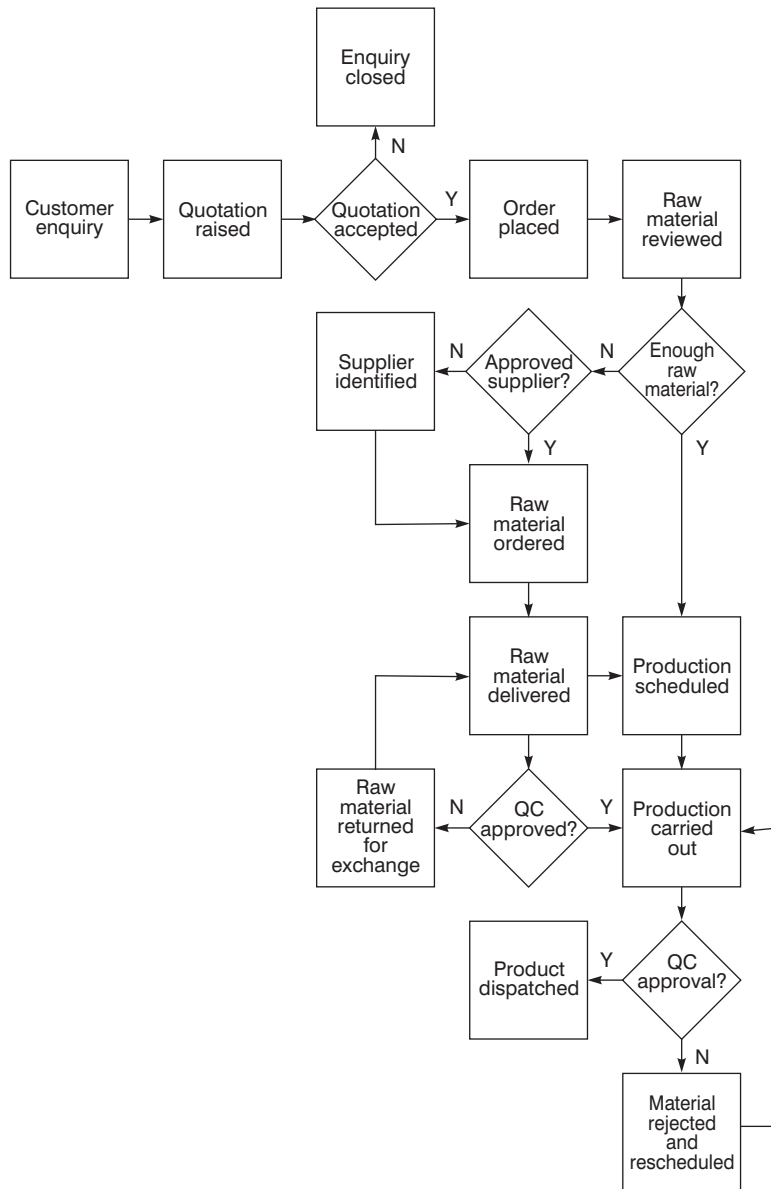 Enquiry
closed
N
Customer
enquiry
Quotation
raised
Quotation
accepted
Y
Order
placed
Raw
material
reviewed
Supplier
identified
N
Approved
supplier?
N
Enough
raw
material?
Y
Y
Raw
material
ordered
Raw
material
delivered
Production
scheduled
Raw
material
returned
for
exchange
N
QC
approved?
Y
Production
carried
out
Product
dispatched
Y
QC
approval?
N
Material
rejected
and
rescheduled